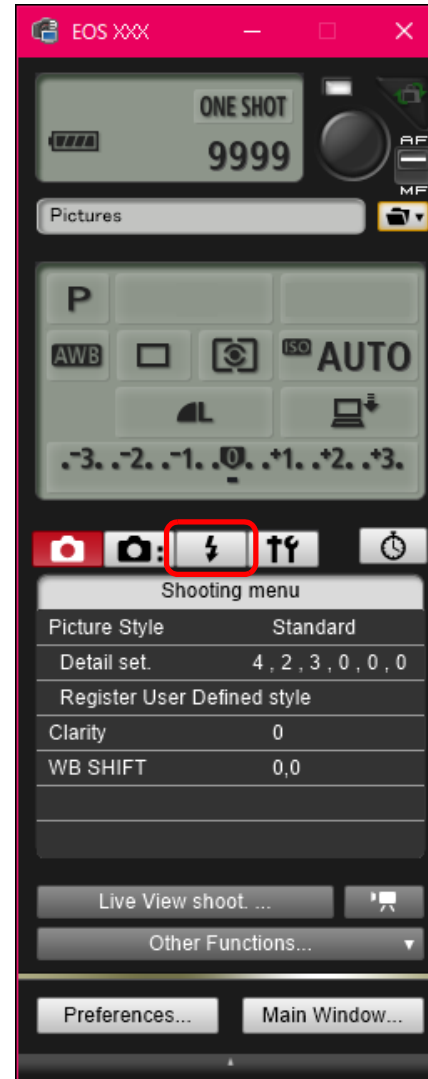 EOS XXX
ONE SHOT
9999
AF
MF
Pictures
P
AWB ISO AUTO
L
.-3. .-2. .-1. .0. .+1. .+2. .+3.
Shooting menu
Picture Style Standard
Detail set. 4 , 2 , 3 , 0 , 0 , 0
Register User Defined style
Clarity 0
WB SHIFT 0,0
Live View shoot. ...
Other Functions...
Preferences... Main Window...